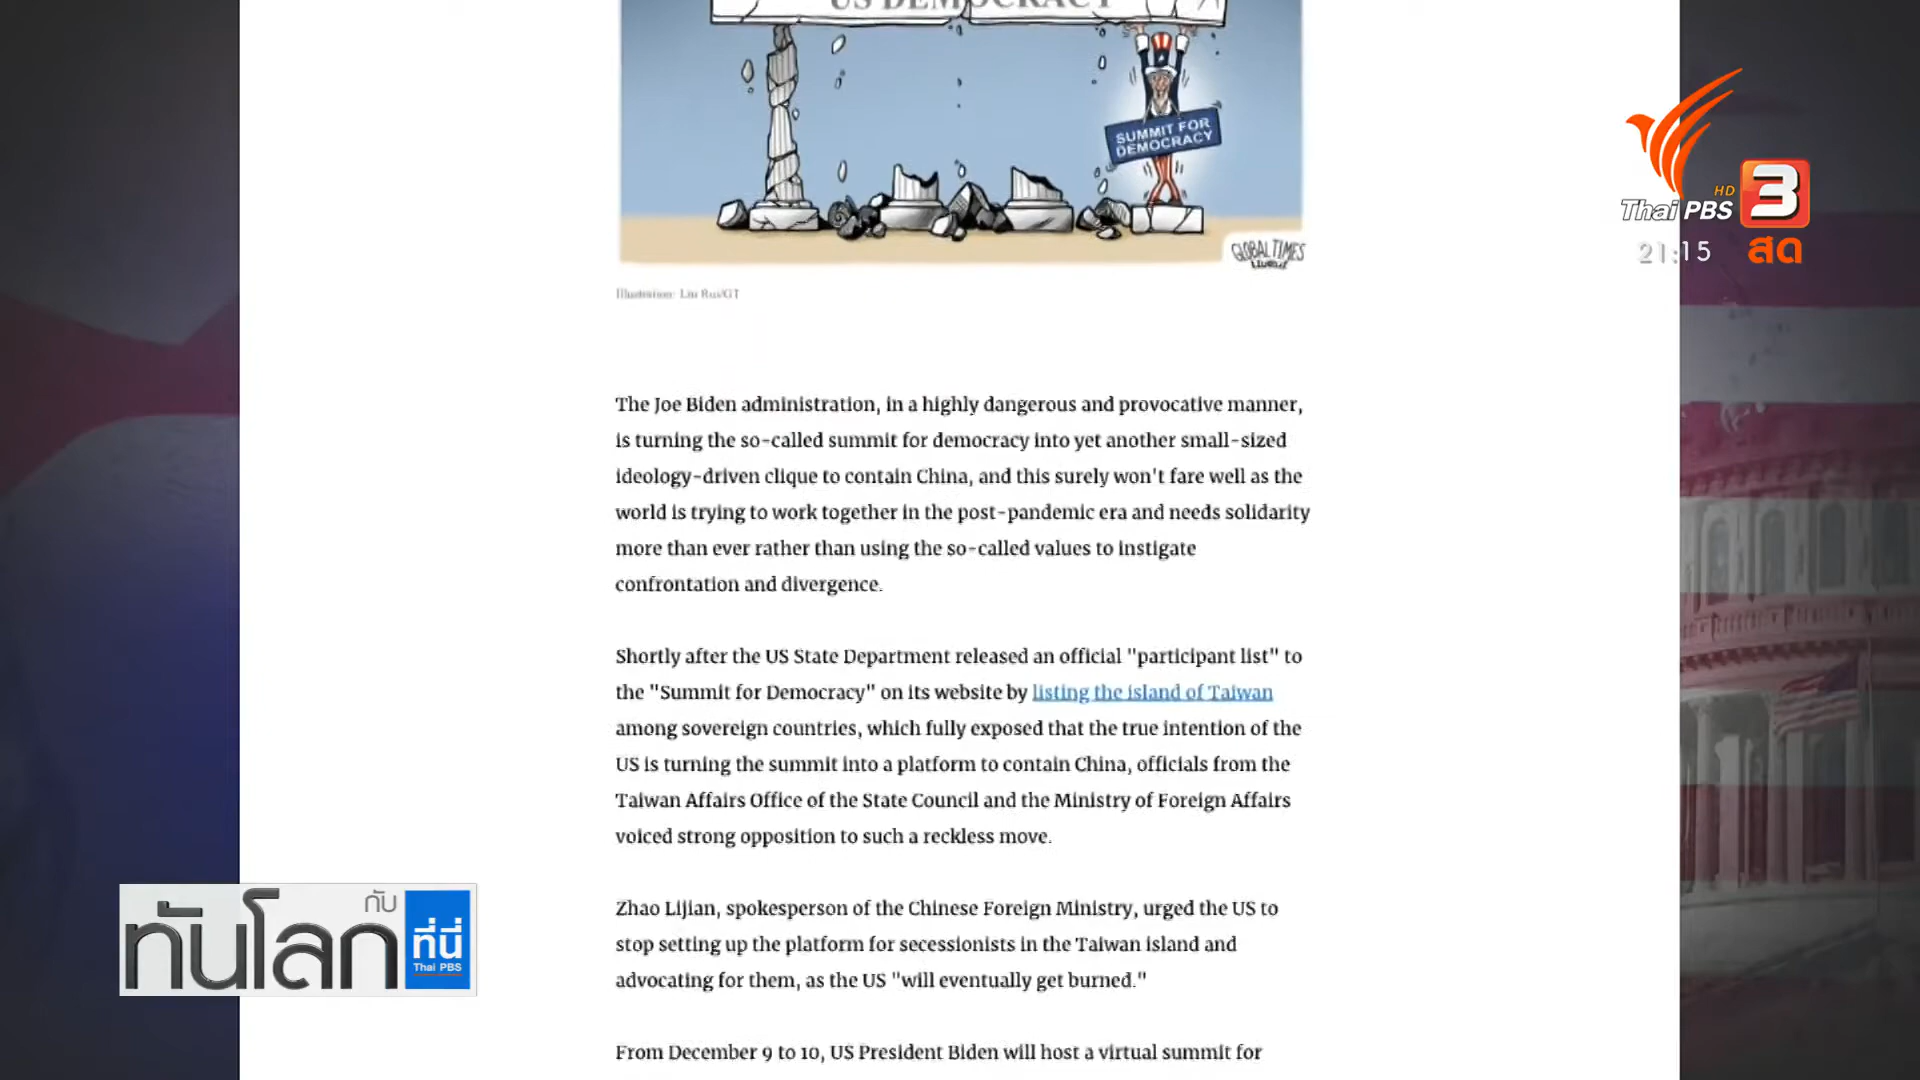 US DEMOCRACY
SUMMIT FOR
DEMOCRACY
GLOBAL TIMES
Illustration: Liu Rui/GT
HD
Thai PBS 3
21:15 สด
The Joe Biden administration, in a highly dangerous and provocative manner,
is turning the so-called summit for democracy into yet another small-sized
ideology-driven clique to contain China, and this surely won't fare well as the
world is trying to work together in the post-pandemic era and needs solidarity
more than ever rather than using the so-called values to instigate
confrontation and divergence.
Shortly after the US State Department released an official "participant list" to
the "Summit for Democracy" on its website by listing the island of Taiwan
among sovereign countries, which fully exposed that the true intention of the
US is turning the summit into a platform to contain China, officials from the
Taiwan Affairs Office of the State Council and the Ministry of Foreign Affairs
voiced strong opposition to such a reckless move.
Zhao Lijian, spokesperson of the Chinese Foreign Ministry, urged the US to
stop setting up the platform for secessionists in the Taiwan island and
advocating for them, as the US "will eventually get burned."
From December 9 to 10, US President Biden will host a virtual summit for
ทันโลก กับ ที่นี่
Thai PBS